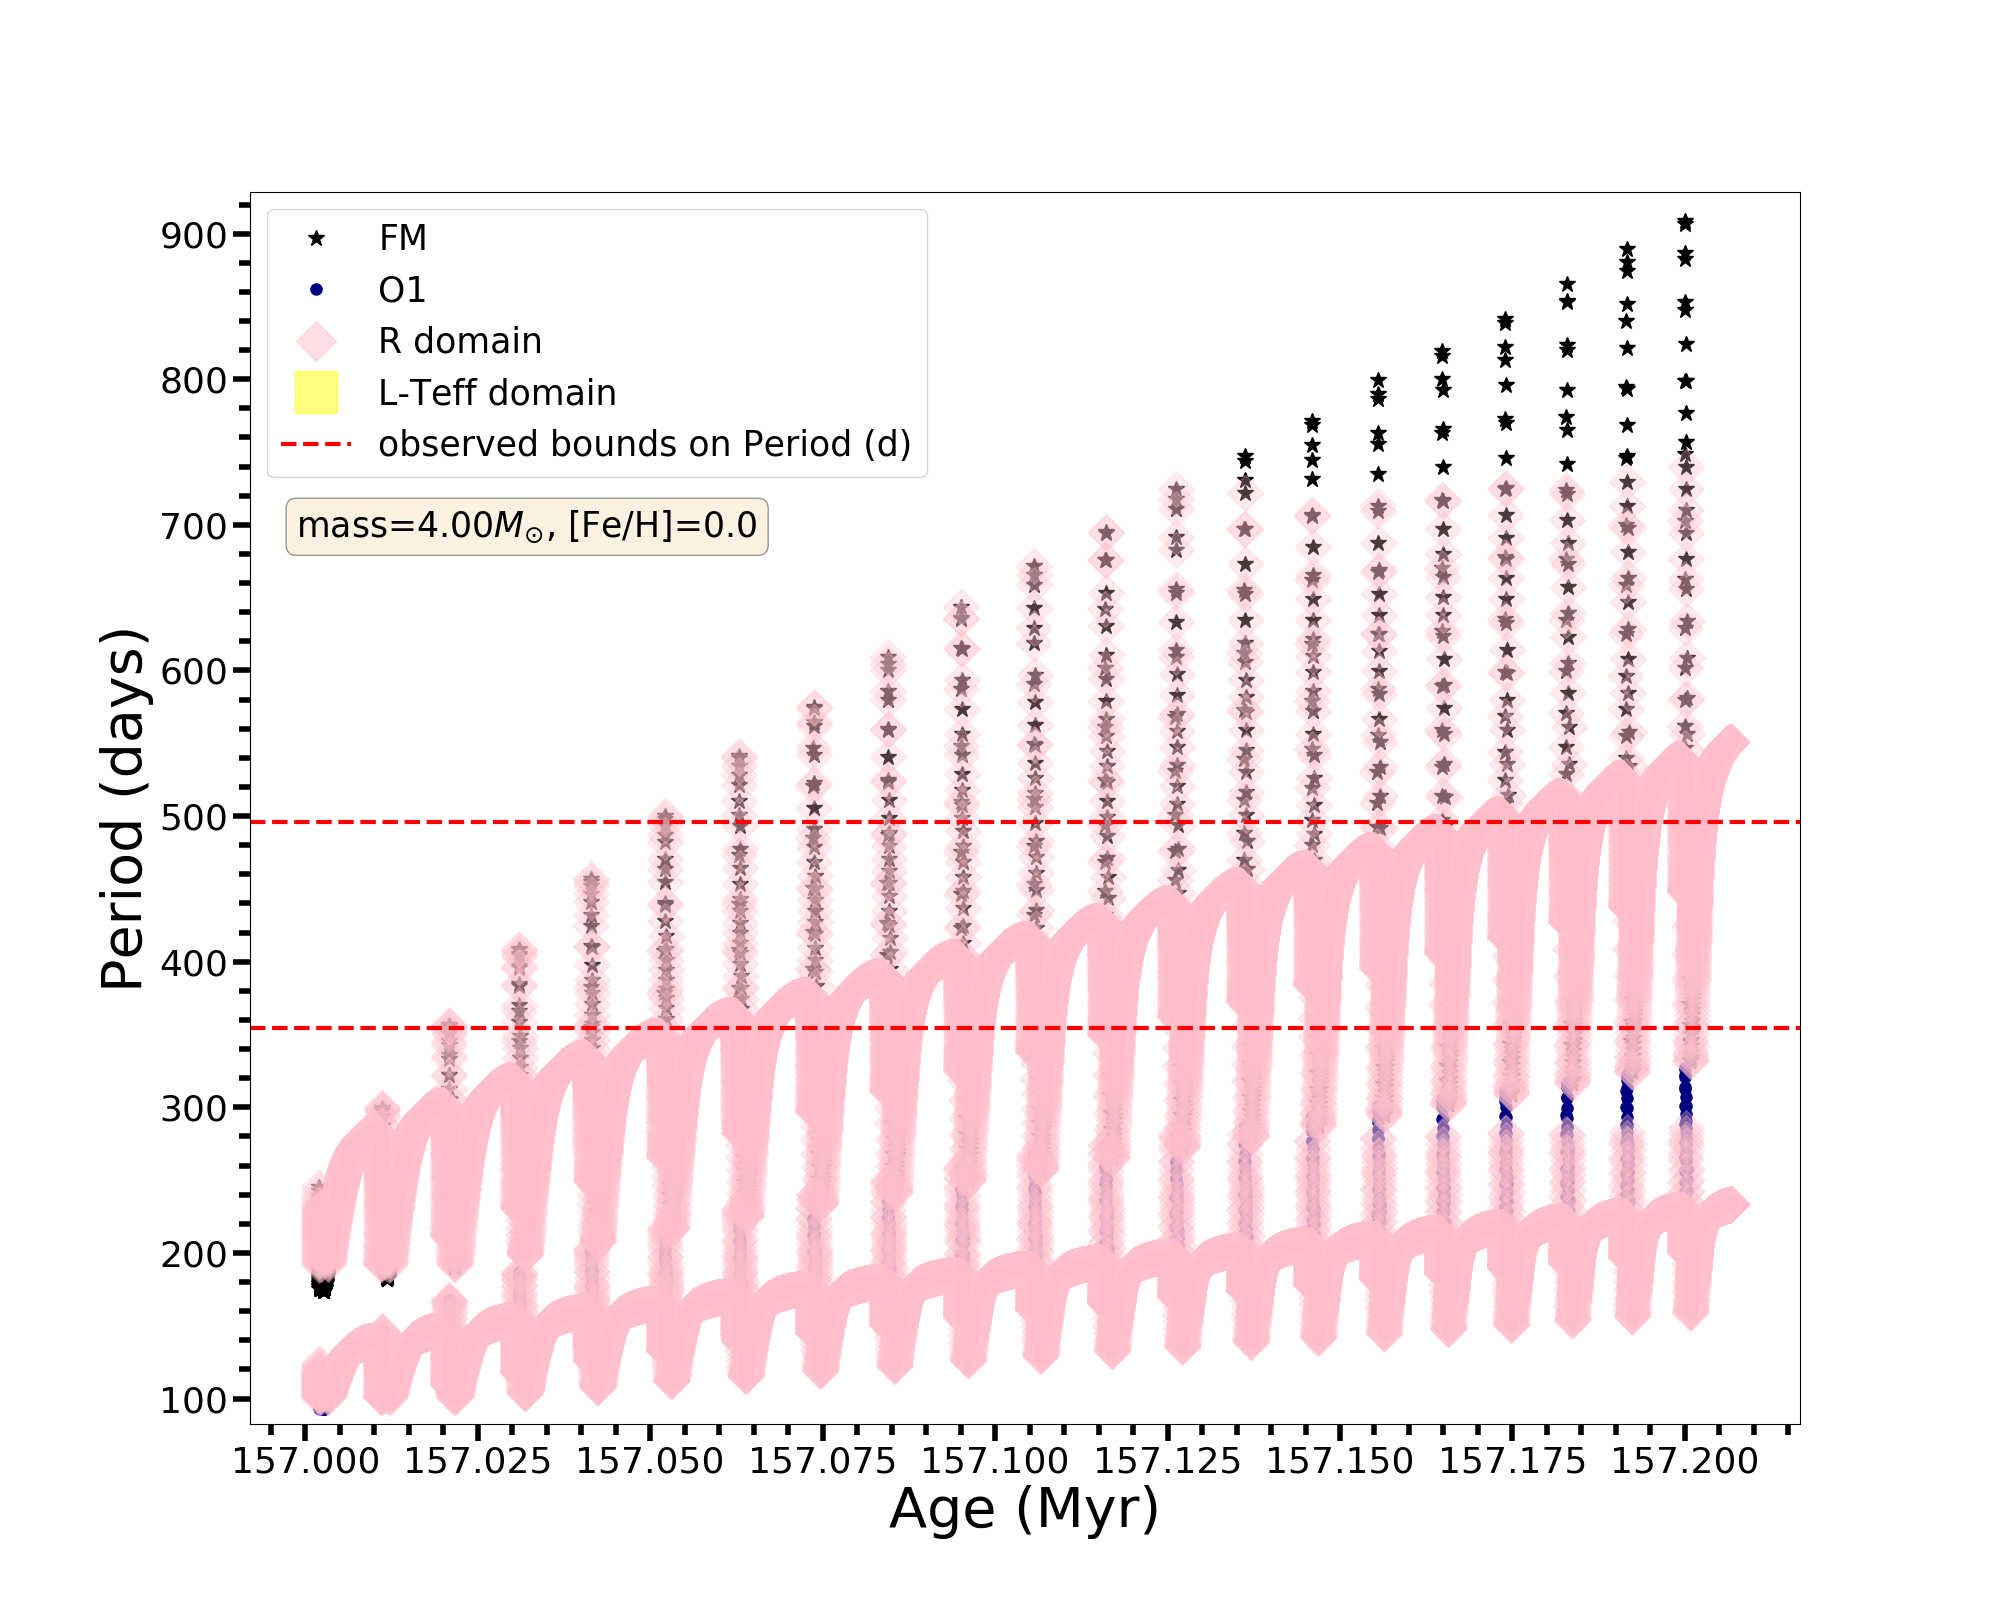 FM
O1
R domain
L-Teff domain
observed bounds on Period (d)
mass=4.00M☉, [Fe/H]=0.0
900
800
700
600
500
400
300
200
100
Period (days)
157.000 157.025 157.050 157.075 157.100 157.125 157.150 157.175 157.200
Age (Myr)